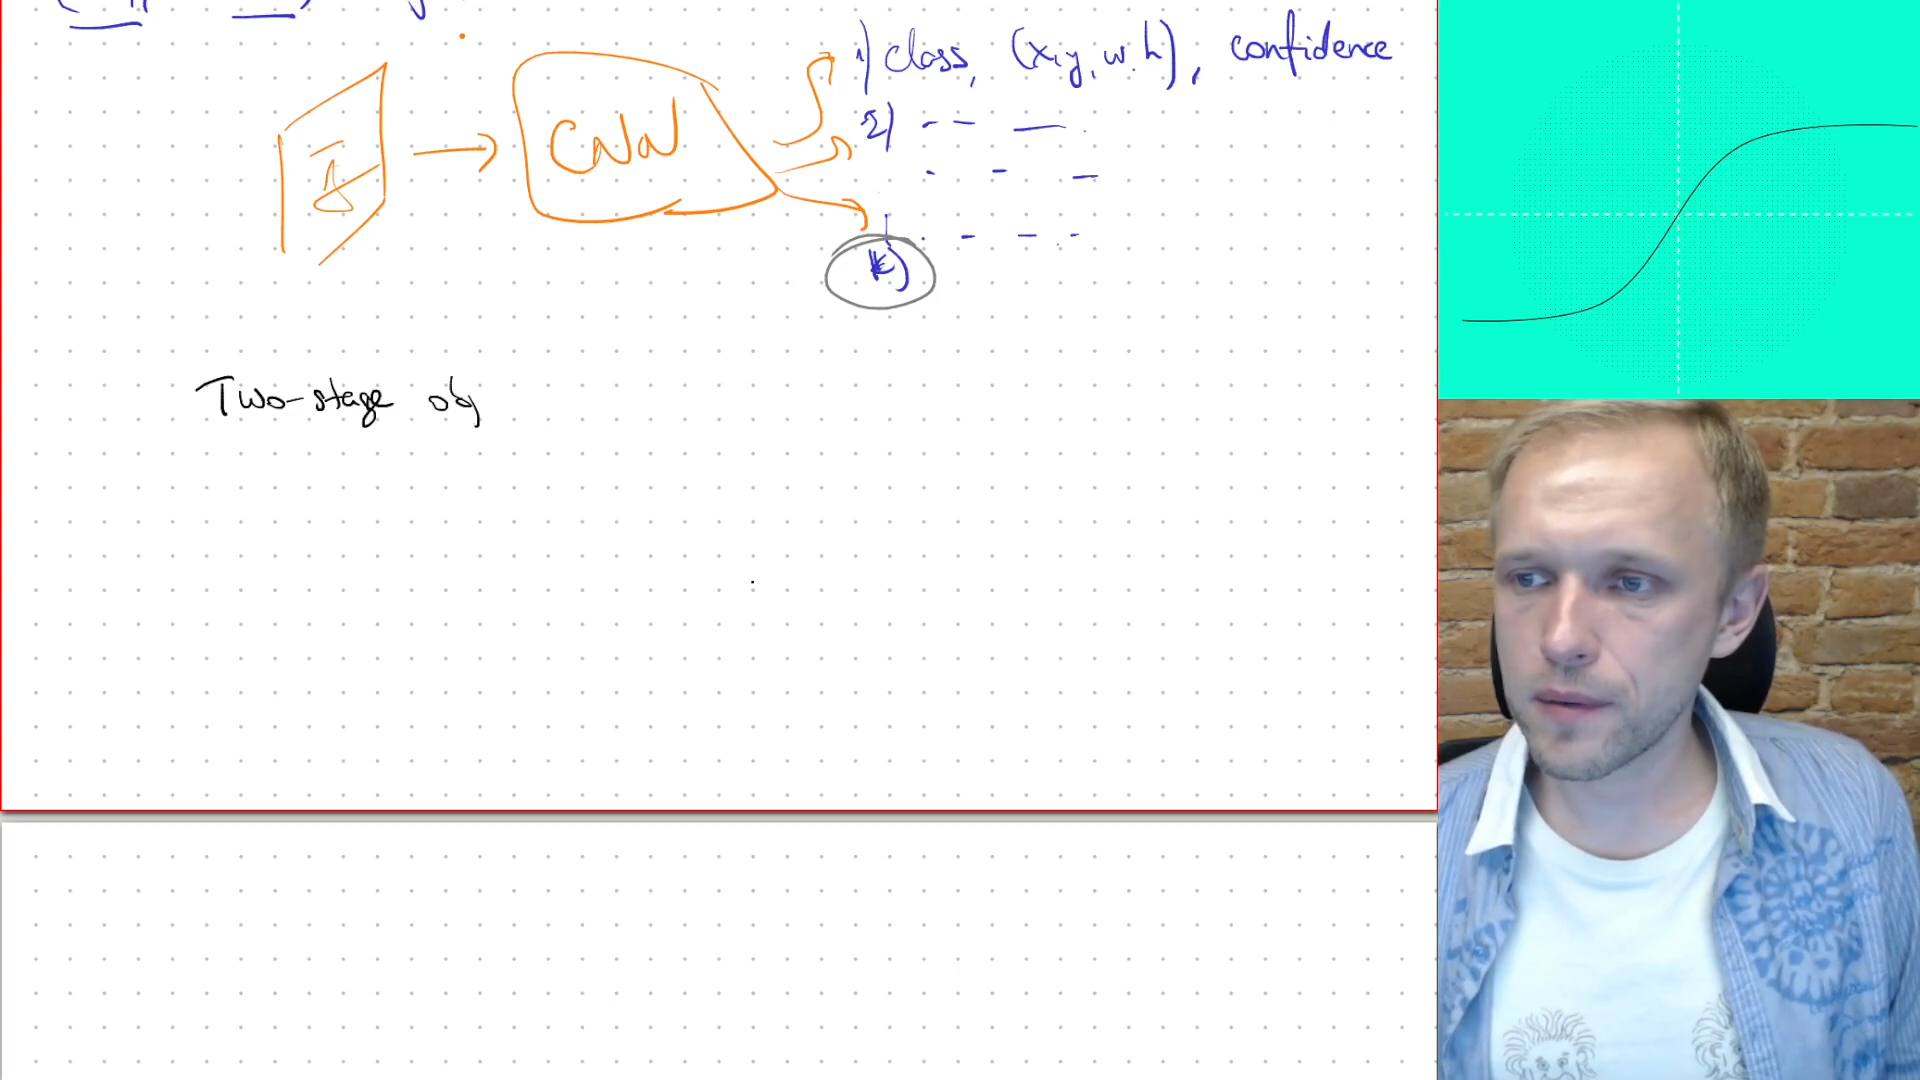 1) class, (x,y,w.h), confidence
CNN
2)
k)
Two-stage obj